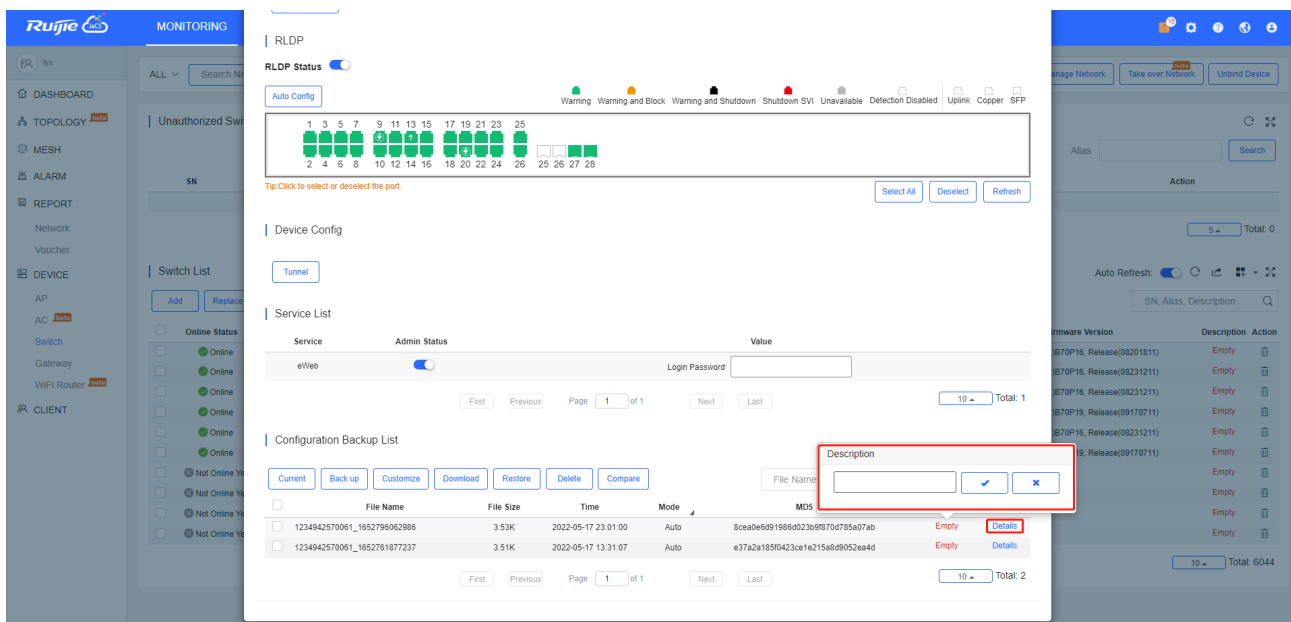 Ruijie JaCS MONITORING 16
RLDP
RLDP Status
lyx
ALL Search Ne anage Network Take over Network beta Unbind Device
DASHBOARD
Auto Config
Warning Warning and Block Warning and Shutdown Shutdown SVI Unavailable Detection Disabled Uplink Copper SFP
TOPOLOGY beta
Unauthorized Swi
1 3 5 7 9 11 13 15 17 19 21 23 25
MESH
Alias Search
2 4 6 8 10 12 14 16 18 20 22 24 26 25 26 27 28
ALARM
SN Action
Tip:Click to select or deselect the port.
Select All Deselect Refresh
REPORT
Network
Device Config
5 Total: 0
Voucher
DEVICE
Switch List
Tunnel
Auto Refresh:
AP
Add Replace
SN, Alias, Description
AC beta
Service List
Online Status
irmware Version Description Action
Switch
Service Admin Status Value
Online
)B70P16, Release(08201811) Empty
Gateway
eWeb Login Password
Online
)B70P16, Release(08231211) Empty
WiFi Router beta
Online
)B70P16, Release(08231211) Empty
First Previous Page 1 of 1 Next Last 10 Total: 1
CLIENT
Online
)B70P19, Release(09170711) Empty
Online
)B70P16, Release(08231211) Empty
Configuration Backup List
Online
19, Release(09170711) Empty
Description
Not Online Ye
Empty
Current Back up Customize Download Restore Delete Compare File Name
Not Online Ye
Empty
File Name File Size Time Mode MD5
Not Online Ye
Empty
1234942570061_1652796062986 3.53K 2022-05-17 23:01:00 Auto 8cea0e6d91986d023b9f870d785a07ab Empty Details
Not Online Ye
Empty
1234942570061_1652761877237 3.51K 2022-05-17 13:31:07 Auto e37a2a185f0423ce1e215a8d9052ea4d Empty Details
10 Total: 6044
First Previous Page 1 of 1 Next Last 10 Total: 2